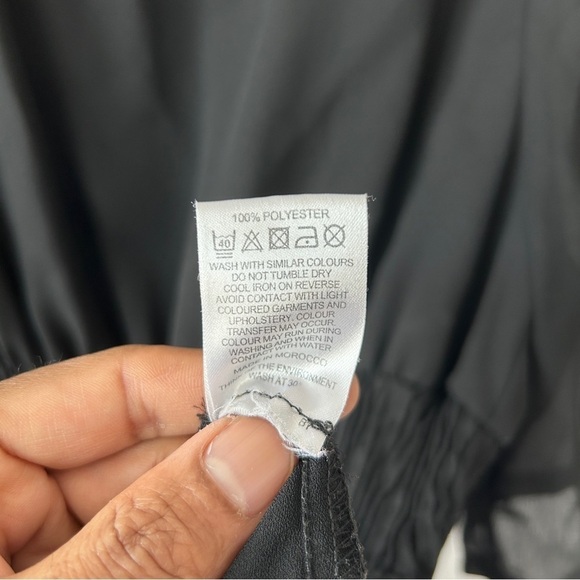 100% POLYESTER
40
WASH WITH SIMILAR COLOURS
DO NOT TUMBLE DRY
COOL IRON ON REVERSE
AVOID CONTACT WITH LIGHT
COLOURED GARMENTS AND
UPHOLSTERY. COLOUR
TRANSFER MAY OCCUR.
COLOUR MAY RUN DURING
WASHING AND WHEN IN
CONTACT WITH WATER
MADE IN MOROCCO
THE ENVIRONMENT
WASH AT 30